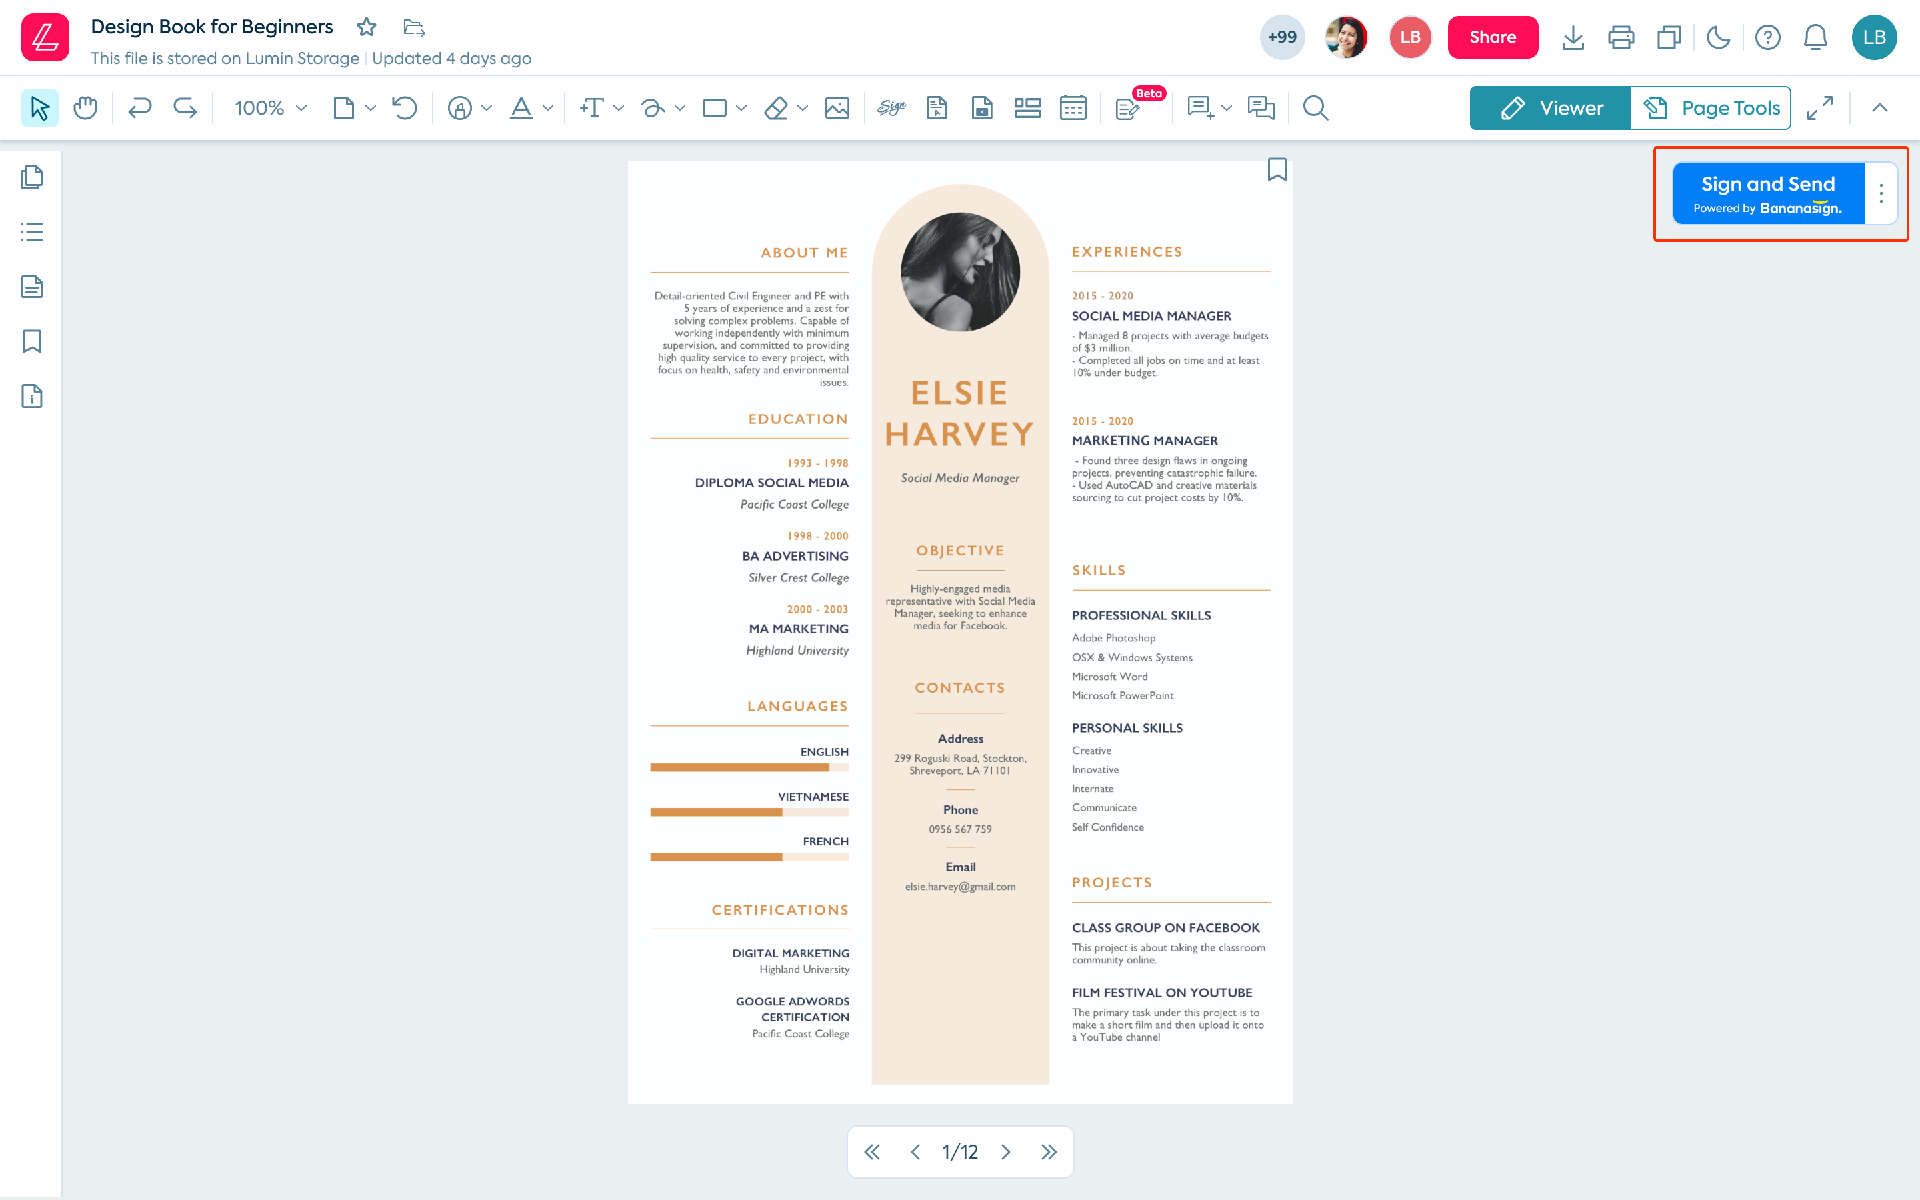 Design Book for Beginners
This file is stored on Lumin Storage | Updated 4 days ago
+99
LB
Share
LB
100%
Sign
Beta
Viewer
Page Tools
Sign and Send
Powered by Bananasign.
ABOUT ME
Detail-oriented Civil Engineer and PE with
5 years of experience and a zest for
solving complex problems. Capable of
working independently with minimum
supervision, and committed to providing
high quality service to every project, with
focus on health, safety and environmental
issues.
EDUCATION
1993 - 1998
DIPLOMA SOCIAL MEDIA
Pacific Coast College
1998 - 2000
BA ADVERTISING
Silver Crest College
2000 - 2003
MA MARKETING
Highland University
LANGUAGES
ENGLISH
VIETNAMESE
FRENCH
CERTIFICATIONS
DIGITAL MARKETING
Highland University
GOOGLE ADWORDS
CERTIFICATION
Pacific Coast College
ELSIE
HARVEY
Social Media Manager
OBJECTIVE
Highly-engaged media
representative with Social Media
Manager, seeking to enhance
media for Facebook.
CONTACTS
Address
299 Roguski Road, Stockton,
Shreveport, LA 71101
Phone
0956 567 759
Email
elsie.harvey@gmail.com
EXPERIENCES
2015 - 2020
SOCIAL MEDIA MANAGER
- Managed 8 projects with average budgets
of $3 million.
- Completed all jobs on time and at least
10% under budget.
2015 - 2020
MARKETING MANAGER
- Found three design flaws in ongoing
projects, preventing catastrophic failure.
- Used AutoCAD and creative materials
sourcing to cut project costs by 10%.
SKILLS
PROFESSIONAL SKILLS
Adobe Photoshop
OSX & Windows Systems
Microsoft Word
Microsoft PowerPoint
PERSONAL SKILLS
Creative
Innovative
Internate
Communicate
Self Confidence
PROJECTS
CLASS GROUP ON FACEBOOK
This project is about taking the classroom
community online.
FILM FESTIVAL ON YOUTUBE
The primary task under this project is to
make a short film and then upload it onto
a YouTube channel
1/12